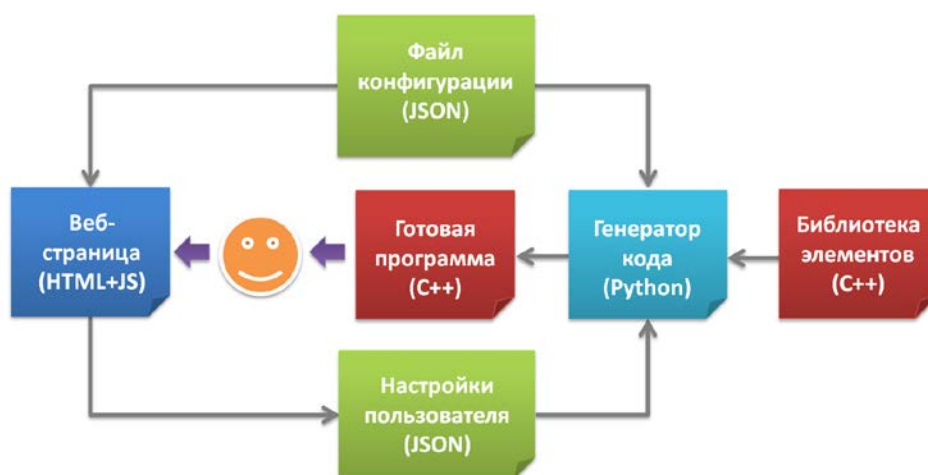 Файл
конфигурации
(JSON)
Веб-
страница
(HTML+JS)
Готовая
программа
(C++)
Генератор
кода
(Python)
Библиотека
элементов
(C++)
Настройки
пользователя
(JSON)